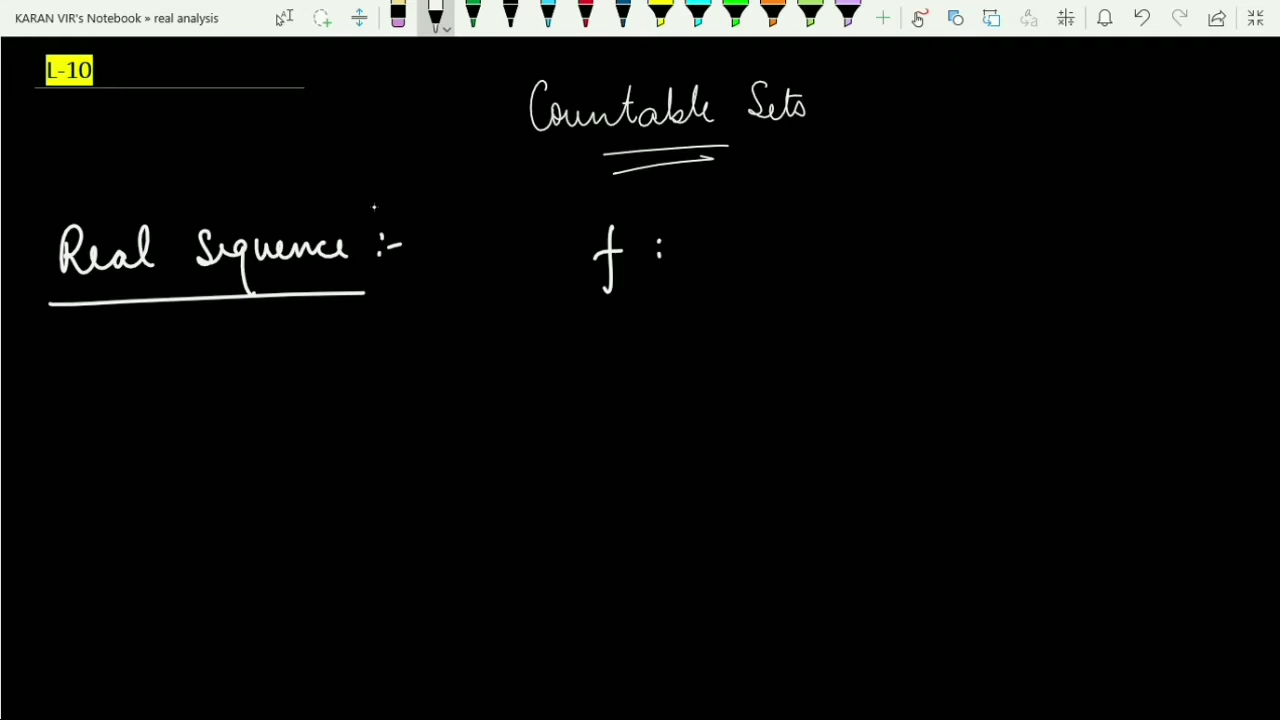 KARAN VIR's Notebook » real analysis
L-10
Countable Sets
Real Sequence :- f :